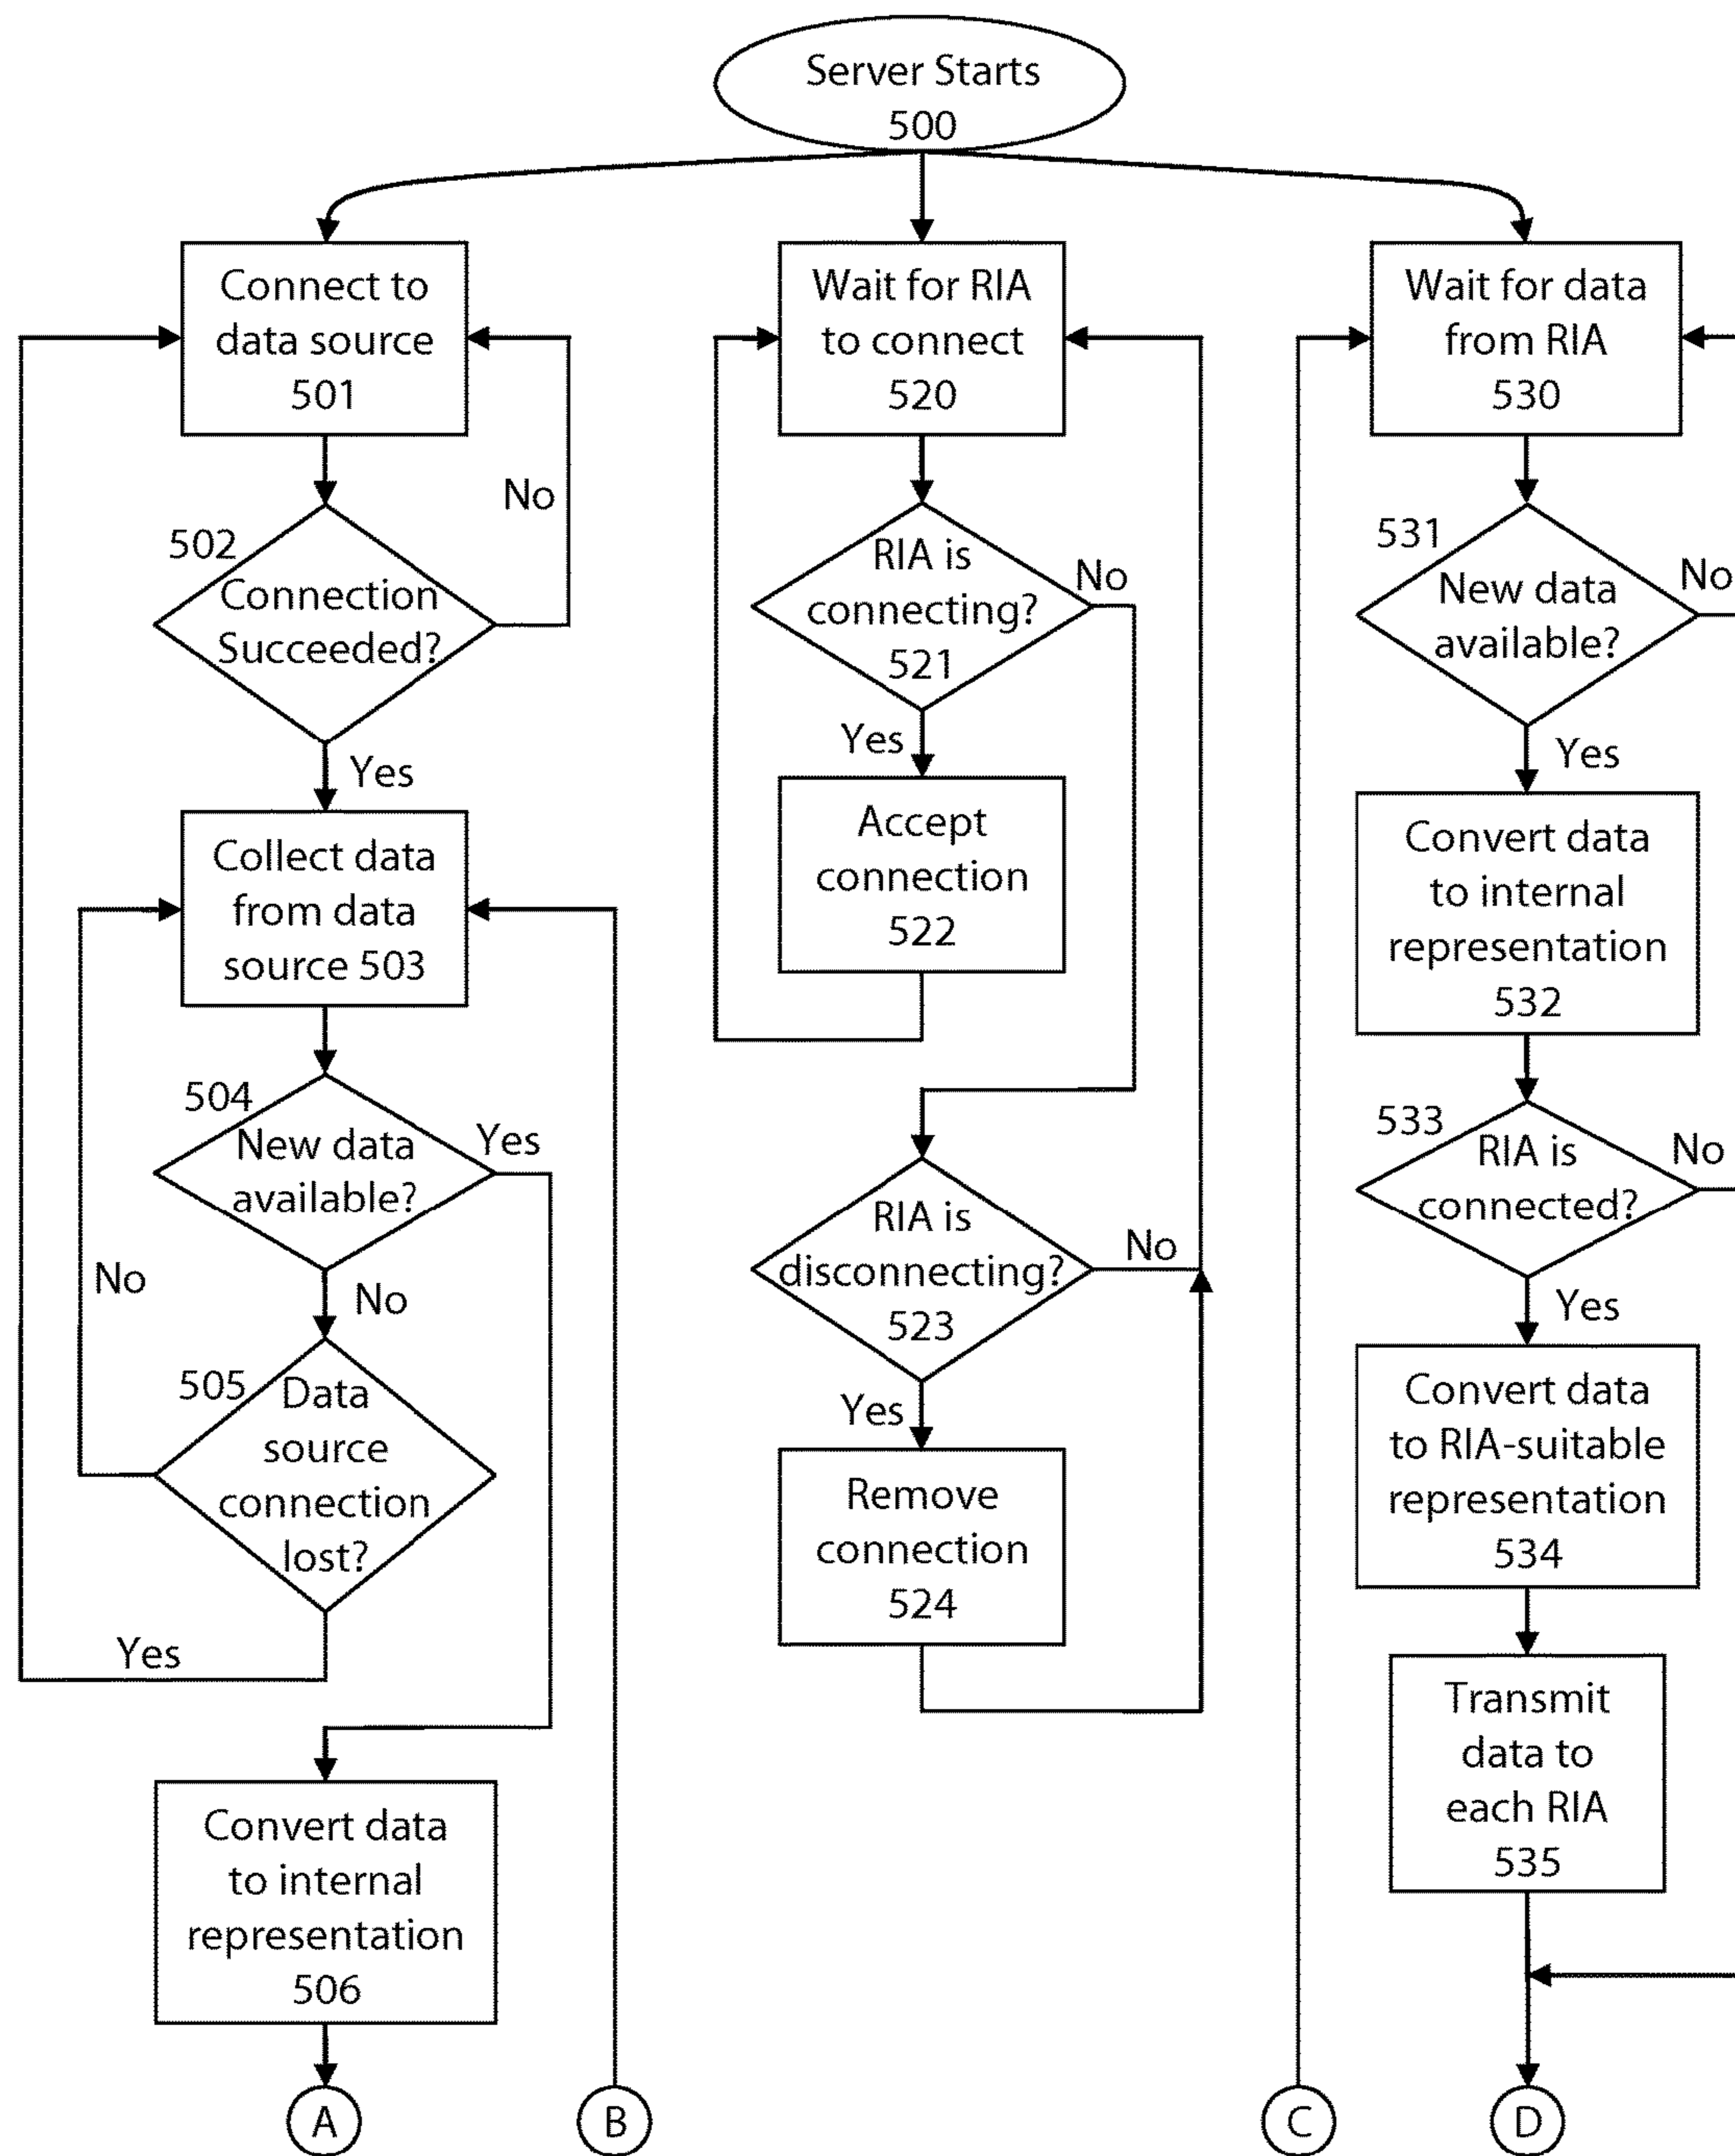 Server Starts
500
Connect to
data source
501
502
Connection
Succeeded?
No
Yes
Collect data
from data
source 503
504
New data
available?
Yes
No
No
505
Data
source
connection
lost?
Yes
Convert data
to internal
representation
506
A
B
Wait for RIA
to connect
520
RIA is
connecting?
521
No
Yes
Accept
connection
522
RIA is
disconnecting?
523
No
Yes
Remove
connection
524
Wait for data
from RIA
530
531
New data
available?
No
Yes
Convert data
to internal
representation
532
533
RIA is
connected?
No
Yes
Convert data
to RIA-suitable
representation
534
Transmit
data to
each RIA
535
C
D